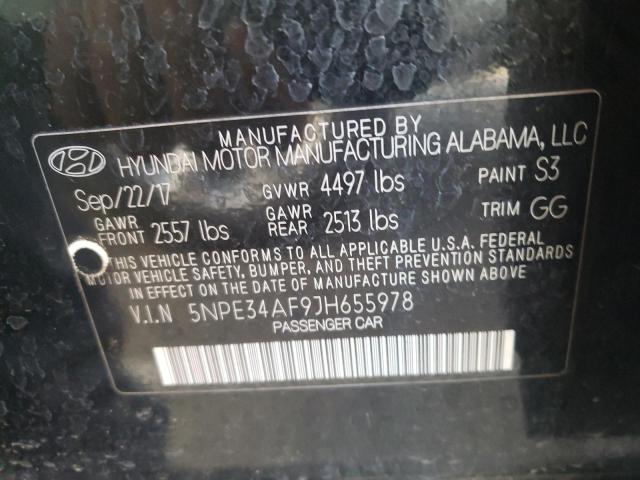 MANUFACTURED BY
HYUNDAI MOTOR MANUFACTURING ALABAMA, LLC
Sep/22/17 GVWR 4497 lbs PAINT S3
GAWR FRONT 2557 lbs GAWR REAR 2513 lbs TRIM GG
THIS VEHICLE CONFORMS TO ALL APPLICABLE U.S.A. FEDERAL
MOTOR VEHICLE SAFETY, BUMPER, AND THEFT PREVENTION STANDARDS
IN EFFECT ON THE DATE OF MANUFACTURE SHOWN ABOVE
V.I.N 5NPE34AF9JH655978
PASSENGER CAR